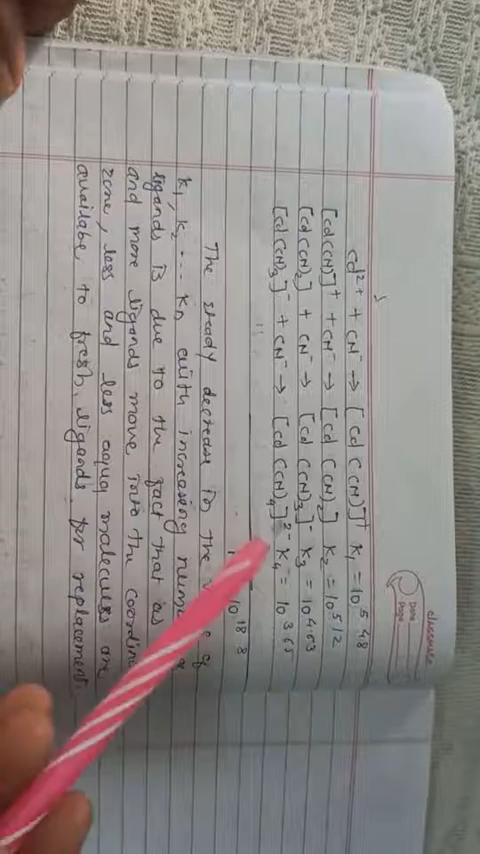 classmate
Date
Page
Cd²⁺ + CN⁻ → [Cd(CN)]⁺ K₁ = 10^5.48
[Cd(CN)]⁺ + CN⁻ → [Cd(CN)₂] K₂ = 10^5.12
[Cd(CN)₂] + CN⁻ → [Cd(CN)₃]⁻ K₃ = 10^4.63
[Cd(CN)₃]⁻ + CN⁻ → [Cd(CN)₄]²⁻ K₄ = 10^3.65
10^18.8
The steady decrease in the of
K₁, K₂ ... Kn with increasing
ligands is due to the fact that as
and more ligands move into the
zone, less and less aqua molecules are
available, to fresh ligands for replacement.